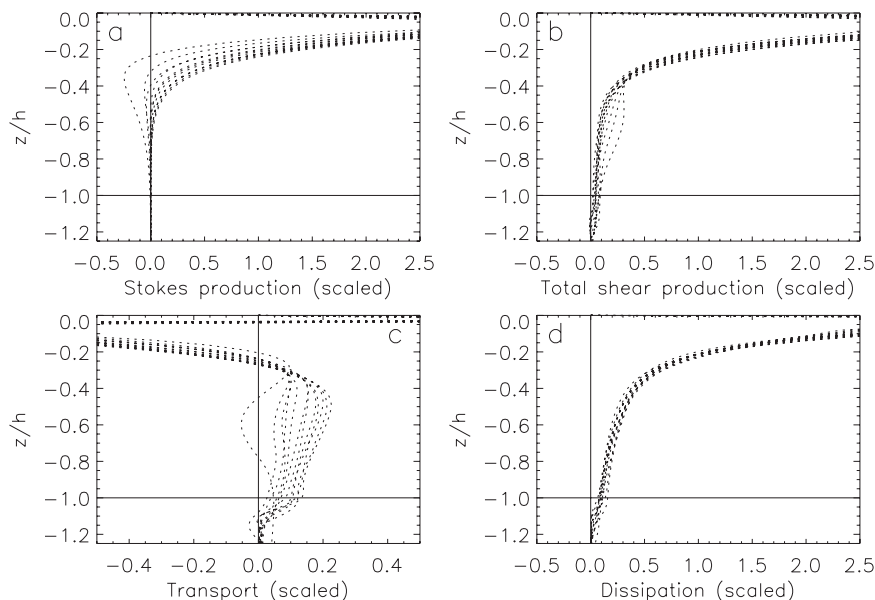 a
0.0
−0.2
−0.4
−0.6
−0.8
−1.0
−1.2
z/h
−0.5 0.0 0.5 1.0 1.5 2.0 2.5
Stokes production (scaled)
b
0.0
−0.2
−0.4
−0.6
−0.8
−1.0
−1.2
z/h
−0.5 0.0 0.5 1.0 1.5 2.0 2.5
Total shear production (scaled)
c
0.0
−0.2
−0.4
−0.6
−0.8
−1.0
−1.2
z/h
−0.4 −0.2 0.0 0.2 0.4
Transport (scaled)
d
0.0
−0.2
−0.4
−0.6
−0.8
−1.0
−1.2
z/h
−0.5 0.0 0.5 1.0 1.5 2.0 2.5
Dissipation (scaled)